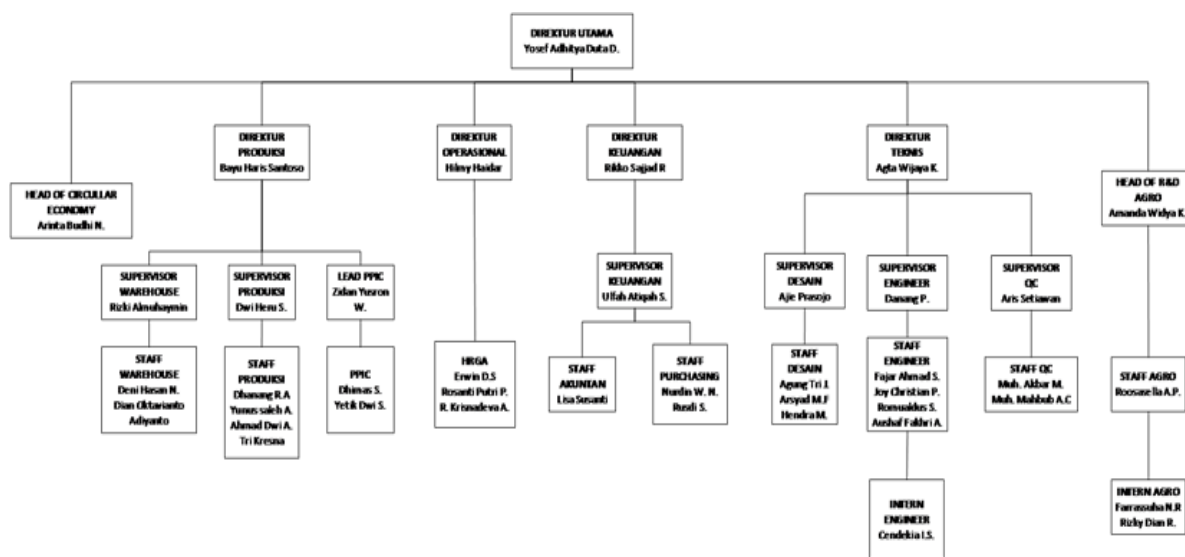 DIREKTUR UTAMA
Yosef Adhitya Duta D.
DIREKTUR
PRODUKSI
Bayu Haris Santoso
DIREKTUR
OPERASIONAL
Hilmy Haidar
DIREKTUR
KEUANGAN
Rikko Sajjad R
DIREKTUR
TEKNIS
Agta Wijaya K.
HEAD OF CIRCULLAR
ECONOMY
Arinta Budhi N.
HEAD OF R&D
AGRO
Amanda Widya K.
SUPERVISOR
WAREHOUSE
Rizki Almuhaymin
SUPERVISOR
PRODUKSI
Dwi Heru S.
LEAD PPIC
Zidan Yusron
W.
SUPERVISOR
KEUANGAN
Ulfah Atiqah S.
SUPERVISOR
DESAIN
Ajie Prasojo
SUPERVISOR
ENGINEER
Danang P.
SUPERVISOR
QC
Aris Setiawan
STAFF
WAREHOUSE
Deni Hasan N.
Dian Oktarianto
Adiyanto
STAFF
PRODUKSI
Dhanang R.A
Yunus saleh A.
Ahmad Dwi A.
Tri Kresna
PPIC
Dhimas S.
Yetik Dwi S.
HRGA
Erwin D.S
Rosanti Putri P.
R. Krisnadeva A.
STAFF
AKUNTAN
Lisa Susanti
STAFF
PURCHASING
Nurdin W. N.
Rusdi S.
STAFF
DESAIN
Agung Tri J.
Arsyad M.F
Hendra M.
STAFF
ENGINEER
Fajar Ahmad S.
Joy Christian P.
Romualdus S.
Aushaf Fakhri A.
STAFF QC
Muh. Akbar M.
Muh. Mahbub A.C
STAFF AGRO
Roosasella A.P.
INTERN
ENGINEER
Cendekia I.S.
INTERN AGRO
Farrassuha N.R
Rizky Dian R.